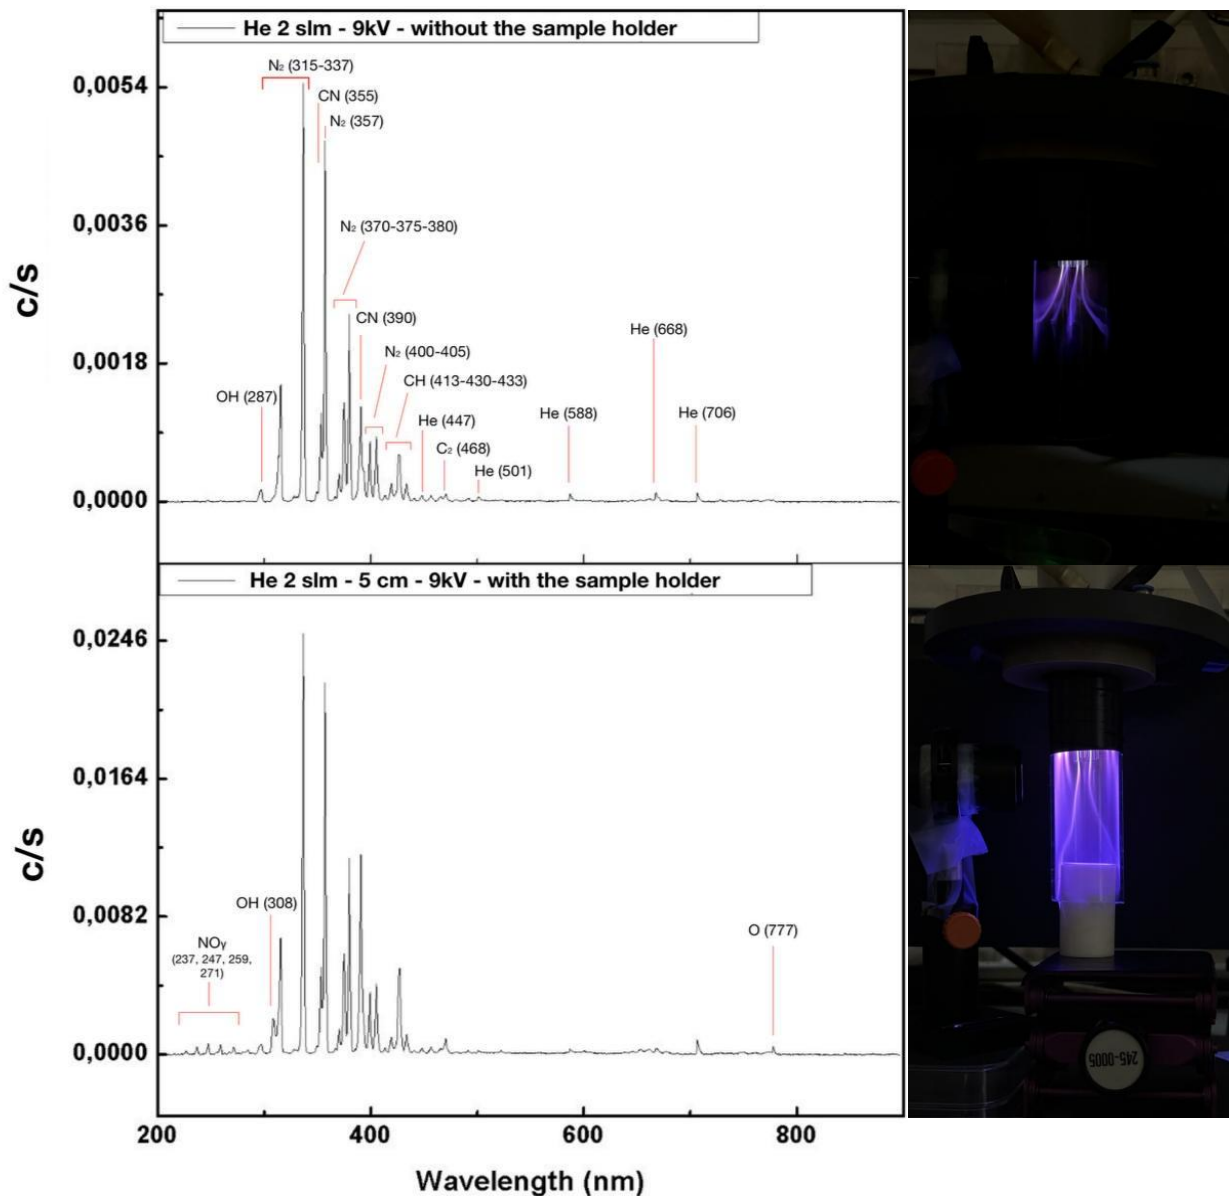 He 2 slm - 9kV - without the sample holder
N₂ (315-337)
0,0054
CN (355)
N₂ (357)
0,0036
N₂ (370-375-380)
c/s
CN (390)
He (668)
N₂ (400-405)
0,0018
CH (413-430-433)
OH (287)
He (447)
He (588)
He (706)
C₂ (468)
He (501)
0,0000
He 2 slm - 5 cm - 9kV - with the sample holder
0,0246
0,0164
c/s
0,0082
OH (308)
O (777)
NOγ
(237, 247, 259,
271)
0,0000
245-0005
200
400
600
800
Wavelength (nm)